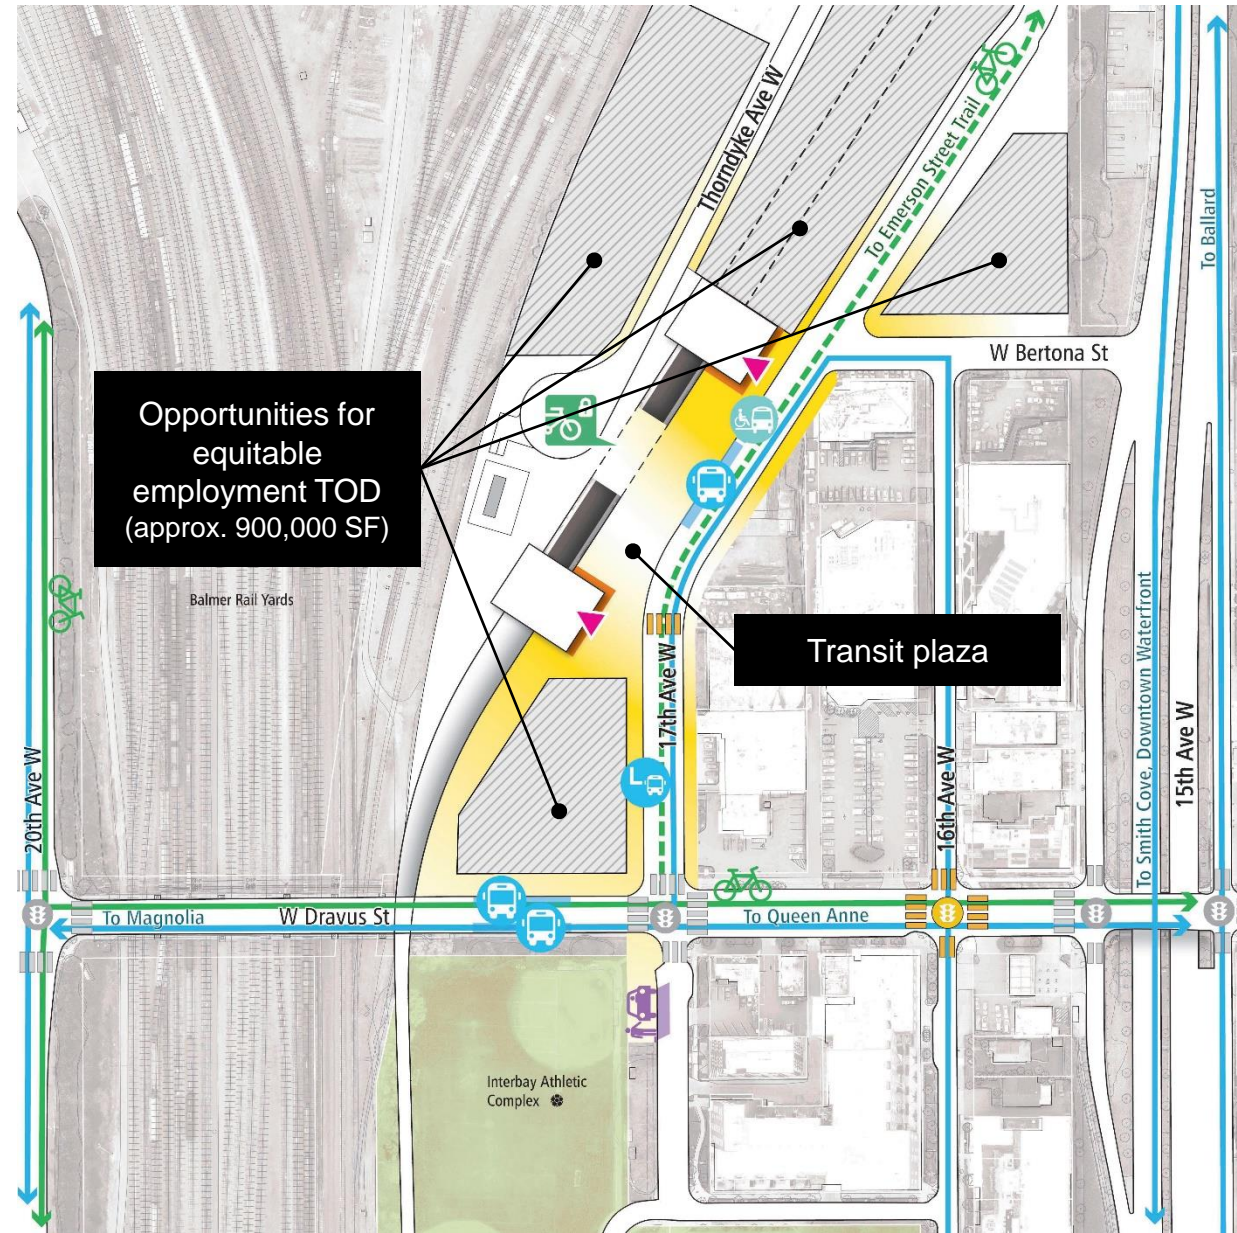 Thorndyke Ave W
To Emerson Street Trail
To Ballard
W Bertona St
Opportunities for
equitable
employment TOD
(approx. 900,000 SF)
Balmer Rail Yards
Transit plaza
17th Ave W
20th Ave W
16th Ave W
To Smith Cove, Downtown Waterfront
15th Ave W
L
To Magnolia
W Dravus St
To Queen Anne
Interbay Athletic
Complex